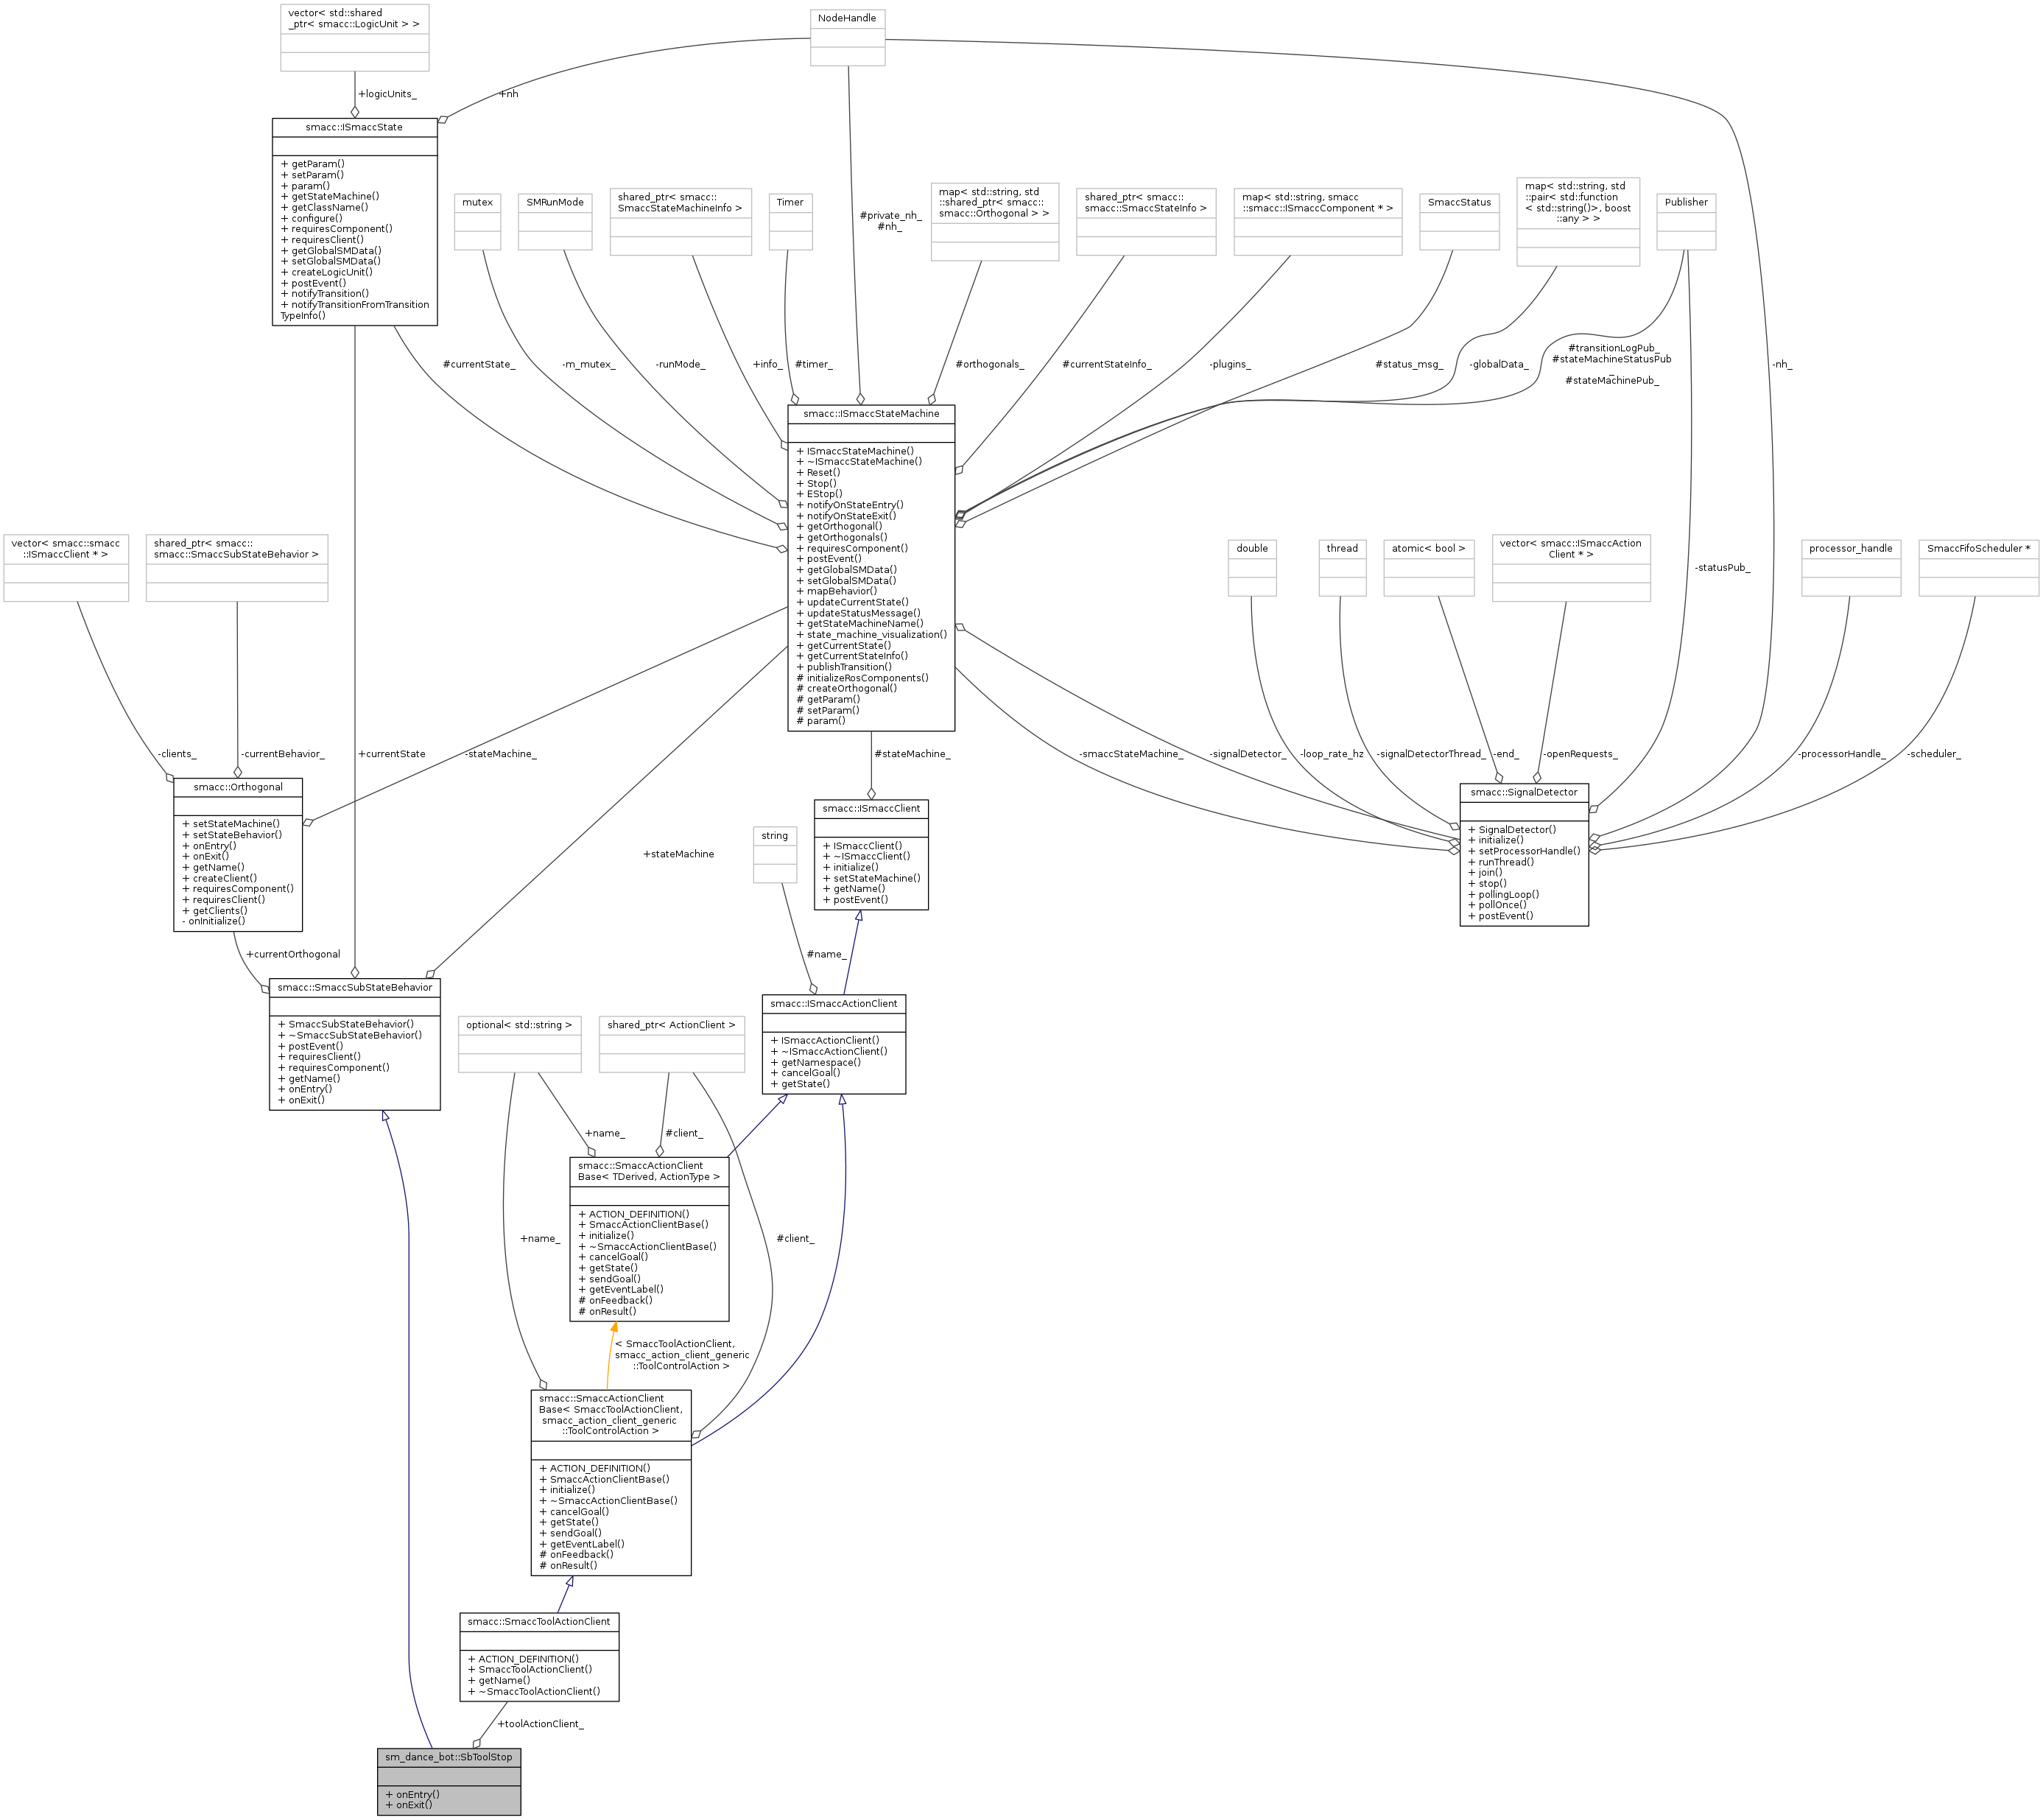 vector< std::shared
_ptr< smacc::LogicUnit > >
NodeHandle
+logicUnits_
+nh
smacc::ISmaccState
+ getParam()
+ setParam()
+ param()
+ getStateMachine()
+ getClassName()
+ configure()
+ requiresComponent()
+ requiresClient()
+ getGlobalSMData()
+ setGlobalSMData()
+ createLogicUnit()
+ postEvent()
+ notifyTransition()
+ notifyTransitionFromTransition
TypeInfo()
mutex
SMRunMode
shared_ptr< smacc::
SmaccStateMachineInfo >
Timer
#private_nh_
#nh_
map< std::string, std
::shared_ptr< smacc::
smacc::Orthogonal > >
shared_ptr< smacc::
smacc::SmaccStateInfo >
map< std::string, smacc
::smacc::ISmaccComponent * >
SmaccStatus
map< std::string, std
::pair< std::function
< std::string()>, boost
::any > >
Publisher
#currentState_
-m_mutex_
-runMode_
+info_
#timer_
#orthogonals_
#currentStateInfo_
-plugins_
#status_msg_
-globalData_
#transitionLogPub_
#stateMachineStatusPub
_
#stateMachinePub_
-nh_
smacc::ISmaccStateMachine
+ ISmaccStateMachine()
+ ~ISmaccStateMachine()
+ Reset()
+ Stop()
+ EStop()
+ notifyOnStateEntry()
+ notifyOnStateExit()
+ getOrthogonal()
+ getOrthogonals()
+ requiresComponent()
+ postEvent()
+ getGlobalSMData()
+ setGlobalSMData()
+ mapBehavior()
+ updateCurrentState()
+ updateStatusMessage()
+ getStateMachineName()
+ state_machine_visualization()
+ getCurrentState()
+ getCurrentStateInfo()
+ publishTransition()
# initializeRosComponents()
# createOrthogonal()
# getParam()
# setParam()
# param()
vector< smacc::smacc
::ISmaccClient * >
shared_ptr< smacc::
smacc::SmaccSubStateBehavior >
double
thread
atomic< bool >
vector< smacc::ISmaccAction
Client * >
-statusPub_
processor_handle
SmaccFifoScheduler *
-clients_
-currentBehavior_
+currentState
-stateMachine_
#stateMachine_
-smaccStateMachine_
-signalDetector_
-loop_rate_hz
-signalDetectorThread_
-end_
-openRequests_
-processorHandle_
-scheduler_
smacc::Orthogonal
+ setStateMachine()
+ setStateBehavior()
+ onEntry()
+ onExit()
+ getName()
+ createClient()
+ requiresComponent()
+ requiresClient()
+ getClients()
- onInitialize()
+stateMachine
string
smacc::ISmaccClient
+ ISmaccClient()
+ ~ISmaccClient()
+ initialize()
+ setStateMachine()
+ getName()
+ postEvent()
smacc::SignalDetector
+ SignalDetector()
+ initialize()
+ setProcessorHandle()
+ runThread()
+ join()
+ stop()
+ pollingLoop()
+ pollOnce()
+ postEvent()
+currentOrthogonal
#name_
smacc::SmaccSubStateBehavior
+ SmaccSubStateBehavior()
+ ~SmaccSubStateBehavior()
+ postEvent()
+ requiresClient()
+ requiresComponent()
+ getName()
+ onEntry()
+ onExit()
optional< std::string >
shared_ptr< ActionClient >
smacc::ISmaccActionClient
+ ISmaccActionClient()
+ ~ISmaccActionClient()
+ getNamespace()
+ cancelGoal()
+ getState()
+name_
#client_
smacc::SmaccActionClient
Base< TDerived, ActionType >
+ ACTION_DEFINITION()
+ SmaccActionClientBase()
+ initialize()
+ ~SmaccActionClientBase()
+ cancelGoal()
+ getState()
+ sendGoal()
+ getEventLabel()
# onFeedback()
# onResult()
+name_
#client_
< SmaccToolActionClient,
smacc_action_client_generic
::ToolControlAction >
smacc::SmaccActionClient
Base< SmaccToolActionClient,
smacc_action_client_generic
::ToolControlAction >
+ ACTION_DEFINITION()
+ SmaccActionClientBase()
+ initialize()
+ ~SmaccActionClientBase()
+ cancelGoal()
+ getState()
+ sendGoal()
+ getEventLabel()
# onFeedback()
# onResult()
smacc::SmaccToolActionClient
+ ACTION_DEFINITION()
+ SmaccToolActionClient()
+ getName()
+ ~SmaccToolActionClient()
+toolActionClient_
sm_dance_bot::SbToolStop
+ onEntry()
+ onExit()